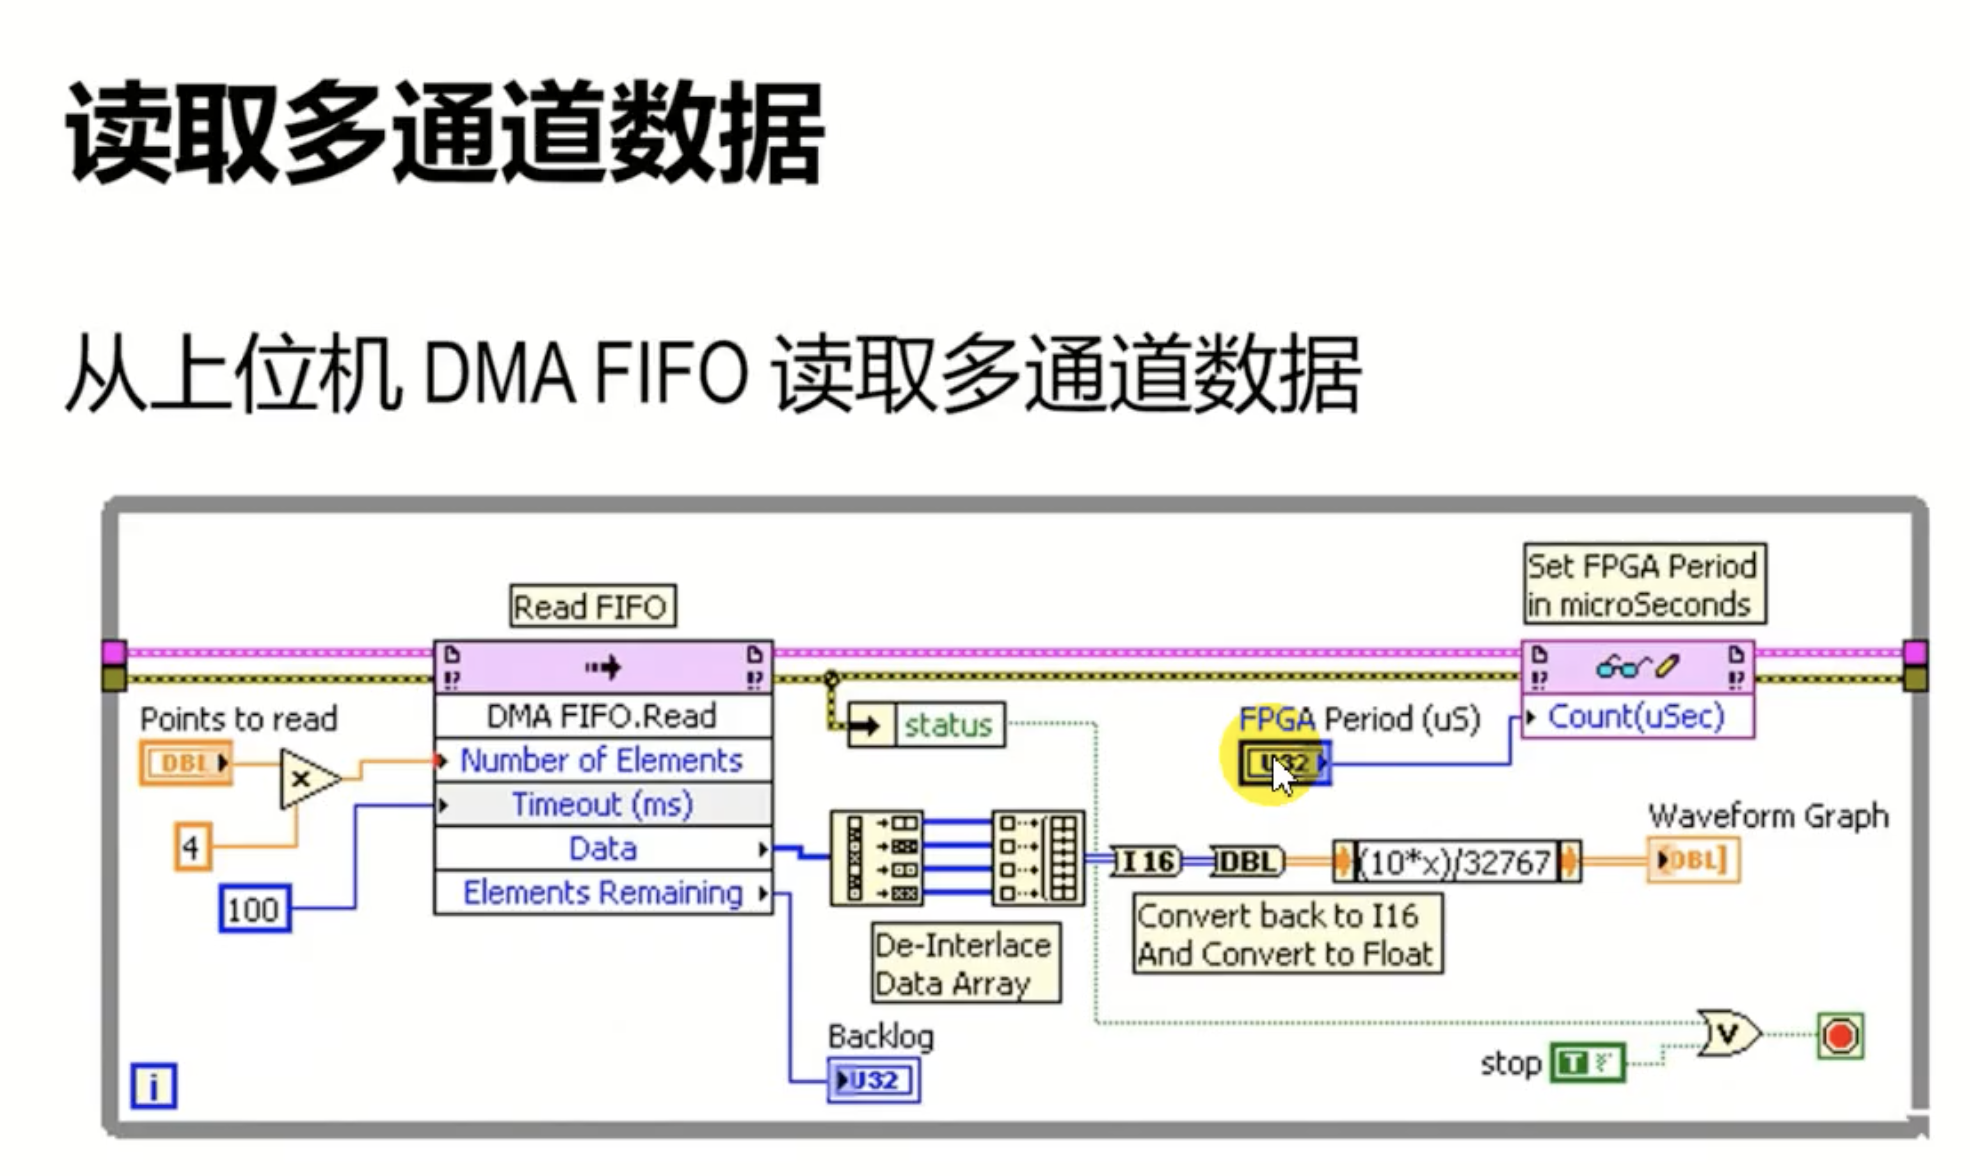 读取多通道数据
从上位机 DMA FIFO 读取多通道数据
Set FPGA Period
in microSeconds
Read FIFO
Points to read
DBL
×
4
100
DMA FIFO.Read
Number of Elements
Timeout (ms)
Data
Elements Remaining
status
FPGA Period (uS)
U32
Count(uSec)
Waveform Graph
I16
DBL
(10*x)/32767
DBL]
De-Interlace
Data Array
Convert back to I16
And Convert to Float
Backlog
U32
stop
T
V
i